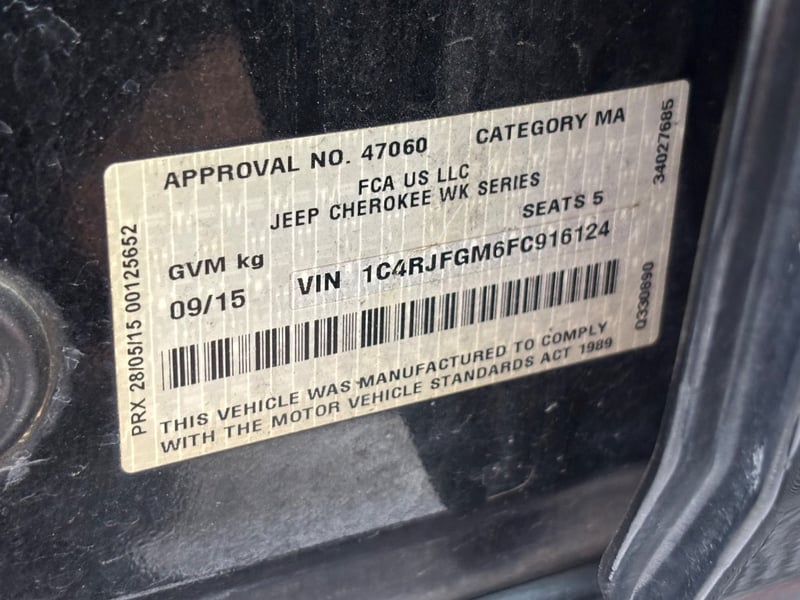 APPROVAL NO. 47060 CATEGORY MA
FCA US LLC
JEEP CHEROKEE WK SERIES
SEATS 5
GVM kg
09/15
VIN 1C4RJFGM6FC916124
THIS VEHICLE WAS MANUFACTURED TO COMPLY
WITH THE MOTOR VEHICLE STANDARDS ACT 1989
PRX 28/05/15 00125652
34027685
Q330890